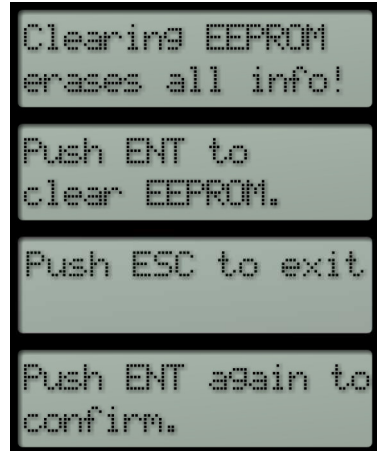 Clearing EEPROM
erases all info!
Push ENT to
clear EEPROM.
Push ESC to exit
Push ENT again to
confirm.